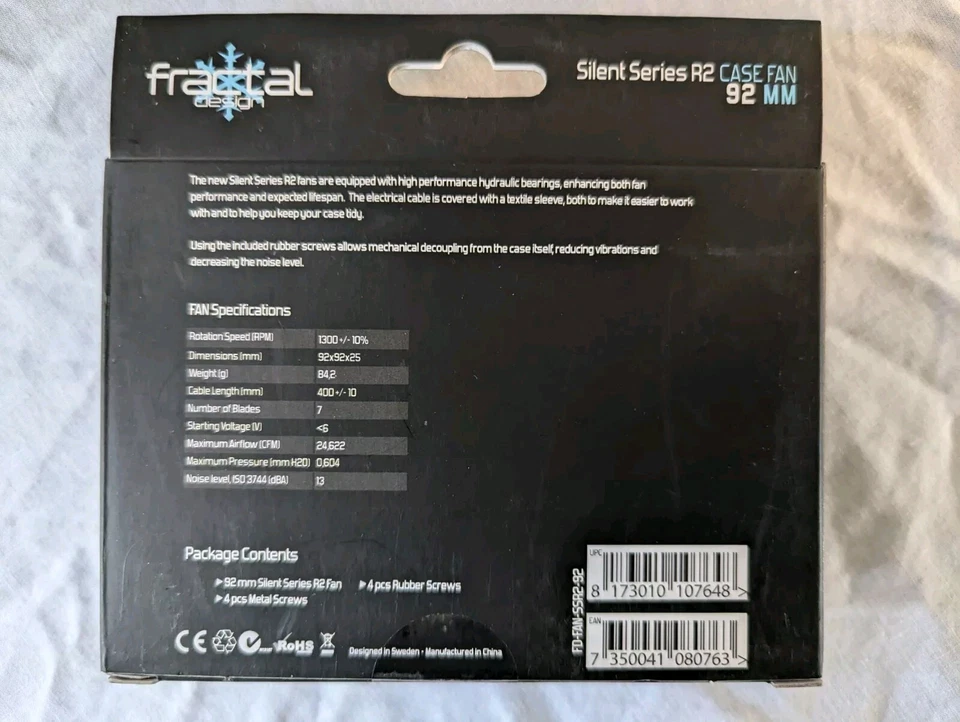 fractal
design
Silent Series R2 CASE FAN
92 MM
The new Silent Series R2 fans are equipped with high performance hydraulic bearings, enhancing both fan
performance and expected lifespan. The electrical cable is covered with a textile sleeve, both to make it easier to work
with and to help you keep your case tidy.
Using the included rubber screws allows mechanical decoupling from the case itself, reducing vibrations and
decreasing the noise level.
FAN Specifications
Rotation Speed (RPM) 1300 +/- 10%
Dimensions (mm) 92x92x25
Weight (g) 84,2
Cable Length (mm) 400 +/- 10
Number of Blades 7
Starting Voltage (V) <6
Maximum Airflow (CFM) 24,622
Maximum Pressure (mm H2O) 0,604
Noise level, ISO 3744 (dBA) 13
Package Contents
▶92 mm Silent Series R2 Fan ▶4 pcs Rubber Screws
▶4 pcs Metal Screws
CE RoHS Designed in Sweden • Manufactured in China
FD-FAN-SSR2-92
UPC
8 173010 107648 >
EAN
7 350041 080763 >